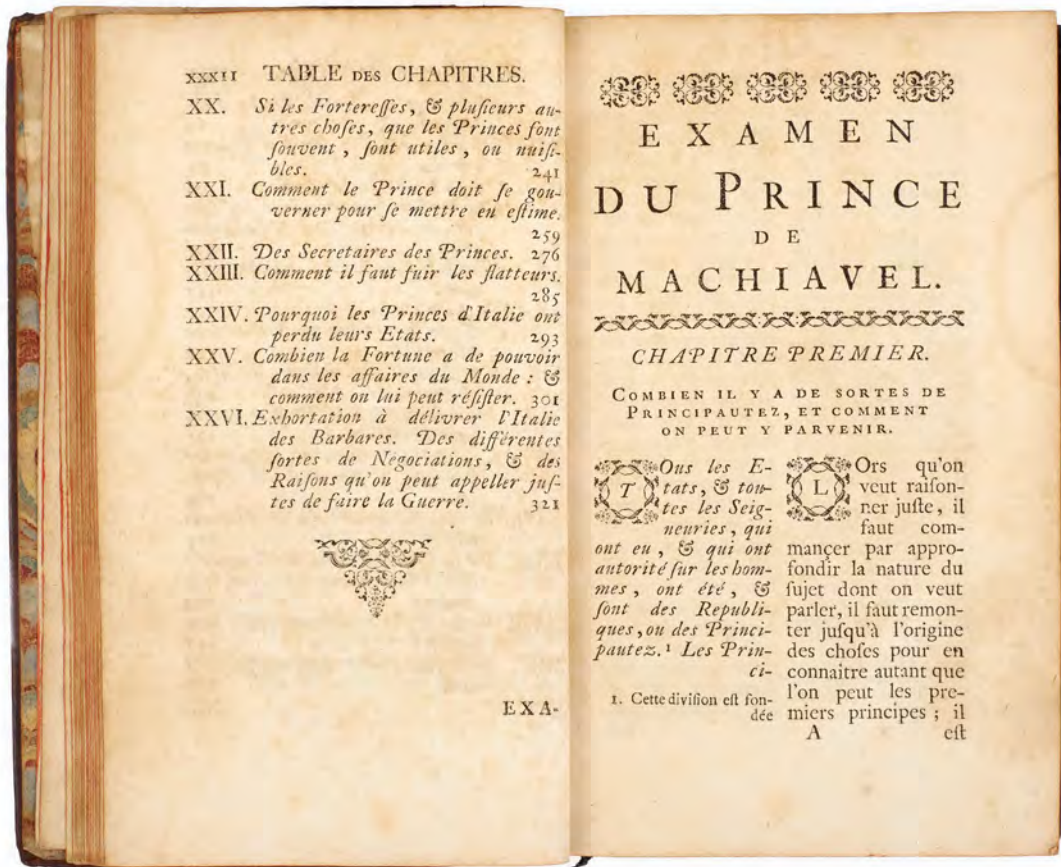 xxxii TABLE DES CHAPITRES.
XX. Si les Fortereſſes, & pluſieurs au-
tres choſes, que les Princes font
ſouvent, ſont utiles, ou nuiſi-
bles. 241
XXI. Comment le Prince doit ſe gou-
verner pour ſe mettre en eſtime.
259
XXII. Des Secretaires des Princes. 276
XXIII. Comment il faut fuir les flatteurs.
285
XXIV. Pourquoi les Princes d'Italie ont
perdu leurs Etats. 293
XXV. Combien la Fortune a de pouvoir
dans les affaires du Monde : &
comment on lui peut réſiſter. 301
XXVI. Exhortation à délivrer l'Italie
des Barbares. Des différentes
ſortes de Négociations, & des
Raiſons qu'on peut appeller juſ-
tes de faire la Guerre. 321
EXA-
EXAMEN
DU PRINCE
DE
MACHIAVEL.
CHAPITRE PREMIER.
COMBIEN IL Y A DE SORTES DE
PRINCIPAUTEZ, ET COMMENT
ON PEUT Y PARVENIR.
TOus les E-
tats, & tou-
tes les Seig-
neuries, qui
ont eu, & qui ont
autorité ſur les hom-
mes, ont été, &
ſont des Republi-
ques, ou des Princi-
pautez.¹ Les Prin-
ci-
1. Cette diviſion eſt fon-
dée
LOrs qu'on
veut raiſon-
ner juſte, il
faut com-
mançer par appro-
fondir la nature du
ſujet dont on veut
parler, il faut remon-
ter juſqu'à l'origine
des choſes pour en
connaitre autant que
l'on peut les pre-
miers principes ; il
A eſt